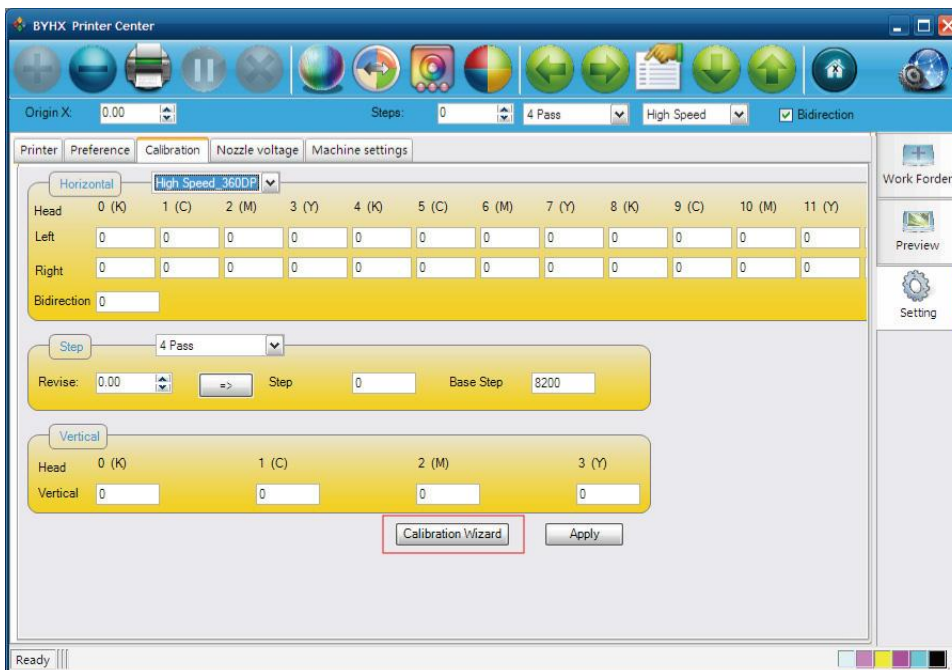 BYHX Printer Center
Origin X: 0.00 Steps: 0 4 Pass High Speed Bidirection
Printer Preference Calibration Nozzle voltage Machine settings
Work Forder
Preview
Setting
Horizontal High Speed_360DP
Head 0 (K) 1 (C) 2 (M) 3 (Y) 4 (K) 5 (C) 6 (M) 7 (Y) 8 (K) 9 (C) 10 (M) 11 (Y)
Left 0 0 0 0 0 0 0 0 0 0 0 0
Right 0 0 0 0 0 0 0 0 0 0 0 0
Bidirection 0
Step 4 Pass
Revise: 0.00 => Step 0 Base Step 8200
Vertical
Head 0 (K) 1 (C) 2 (M) 3 (Y)
Vertical 0 0 0 0
Calibration Wizard Apply
Ready